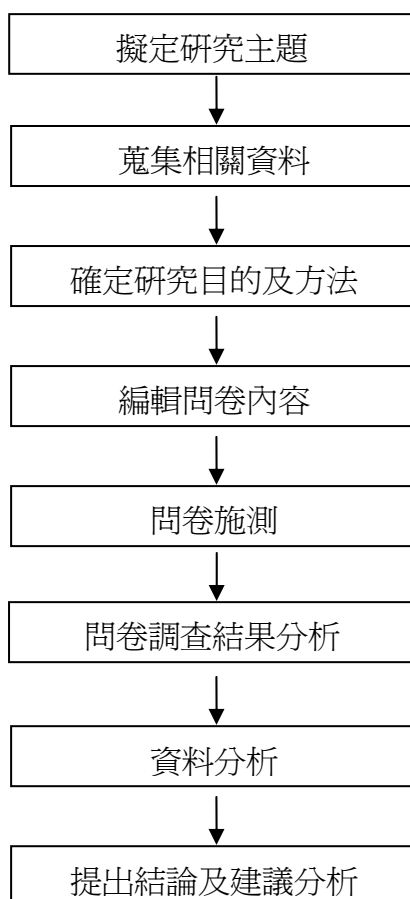 擬定研究主題
蒐集相關資料
確定研究目的及方法
編輯問卷內容
問卷施測
問卷調查結果分析
資料分析
提出結論及建議分析